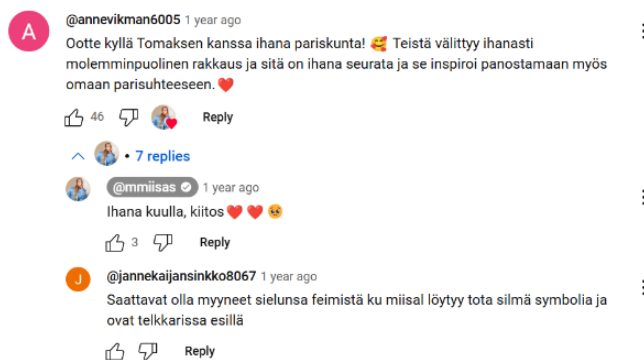 A
@annevikman6005 1 year ago
Ootte kyllä Tomaksen kanssa ihana pariskunta! 🥰 Teistä välittyy ihanasti
molemminpuolinen rakkaus ja sitä on ihana seurata ja se inspiroi panostamaan myös
omaan parisuhteeseen.❤️
46 Reply
• 7 replies
@mmiisas 1 year ago
Ihana kuulla, kiitos❤️ ❤️ 🥺
3 Reply
J
@jannekaijansinkko8067 1 year ago
Saattavat olla myyneet sielunsa feimistä ku miisal löytyy tota silmä symbolia ja
ovat telkkarissa esillä
Reply